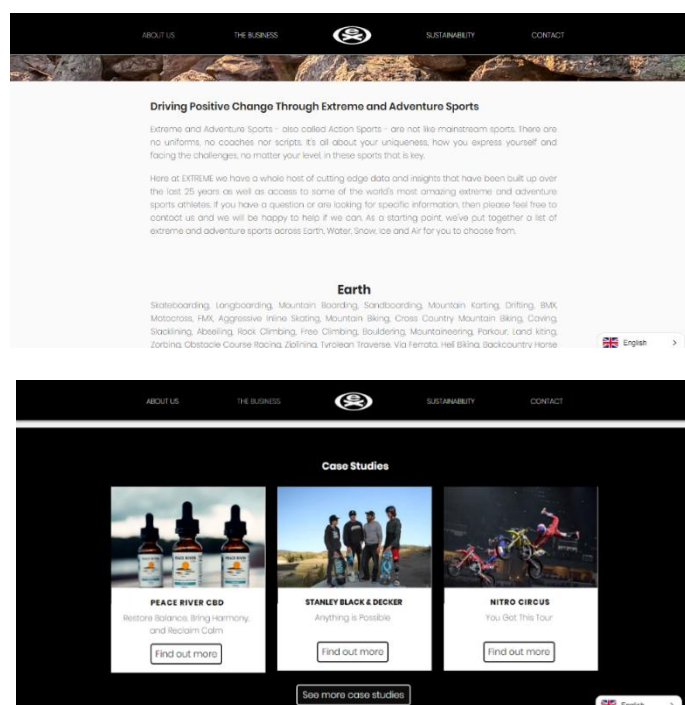 ABOUT US THE BUSINESS SUSTAINABILITY CONTACT
Driving Positive Change Through Extreme and Adventure Sports
Extreme and Adventure Sports - also called Action Sports - are not like mainstream sports. There are
no uniforms, no coaches nor scripts. It's all about your uniqueness, how you express yourself and
facing the challenges, no matter your level, in these sports that is key.
Here at EXTREME we have a whole host of cutting edge data and insights that have been built up over
the last 25 years as well as access to some of the world's most amazing extreme and adventure
sports athletes. If you have a question or are looking for specific information, then please feel free to
contact us and we will be happy to help if we can. As a starting point, we've put together a list of
extreme and adventure sports across Earth, Water, Snow, Ice and Air for you to choose from.
Earth
Skateboarding, Longboarding, Mountain Boarding, Sandboarding, Mountain Karting, Drifting, BMX,
Motocross, FMX, Aggressive Inline Skating, Mountain Biking, Cross Country Mountain Biking, Caving,
Slacklining, Abseiling, Rock Climbing, Free Climbing, Bouldering, Mountaineering, Parkour, Land kiting,
Zorbing, Obstacle Course Racing, Ziplining, Tyrolean Traverse, Via Ferrata, Heli Biking, Backcountry Horse
English
ABOUT US THE BUSINESS SUSTAINABILITY CONTACT
Case Studies
PEACE RIVER
PEACE RIVER CBD
Restore Balance, Bring Harmony,
and Reclaim Calm
Find out more
STANLEY BLACK & DECKER
Anything is Possible
Find out more
NITRO CIRCUS
You Got This Tour
Find out more
See more case studies
English